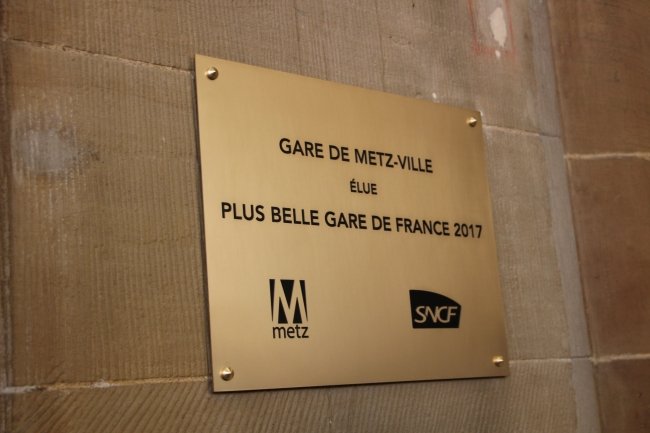 GARE DE METZ-VILLE
ÉLUE
PLUS BELLE GARE DE FRANCE 2017
M
metz
SNCF